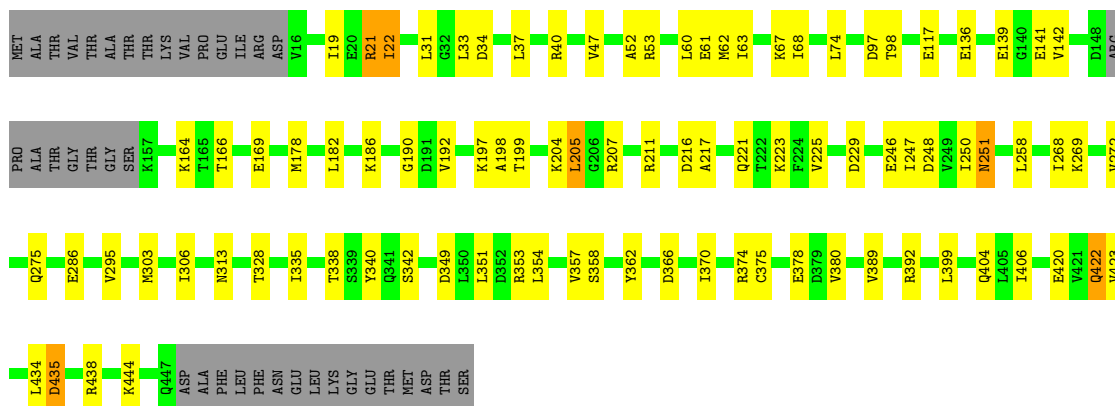 MET ALA THR VAL THR ALA THR THR LYS VAL PRO GLU ILE ARG ASP V16 I19 E20 R21 I22 L31 G32 L33 D34 L37 R40 V47 A52 R53 L60 E61 M62 I63 K67 I68 L74 D97 T98 E117 E136 E139 G140 E141 V142 D148 ARG
PRO ALA THR GLY THR GLY SER K157 K164 T165 T166 E169 M178 L182 K186 G190 D191 V192 K197 A198 T199 K204 L205 G206 R207 R211 D216 A217 Q221 T222 K223 F224 V225 D229 E246 I247 D248 V249 I250 N251 L258 I268 K269
Q275 E286 V295 M303 I306 N313 T328 I335 T338 S339 Y340 Q341 S342 D349 L350 L351 D352 R353 L354 V357 S358 Y362 D366 I370 R374 C375 E378 D379 V380 V389 R392 L399 Q404 L405 I406 E420 V421 Q422
L434 D435 R438 K444 Q447 ASP ALA PHE LEU PHE ASN GLU LEU LYS GLY GLU THR MET ASP THR SER